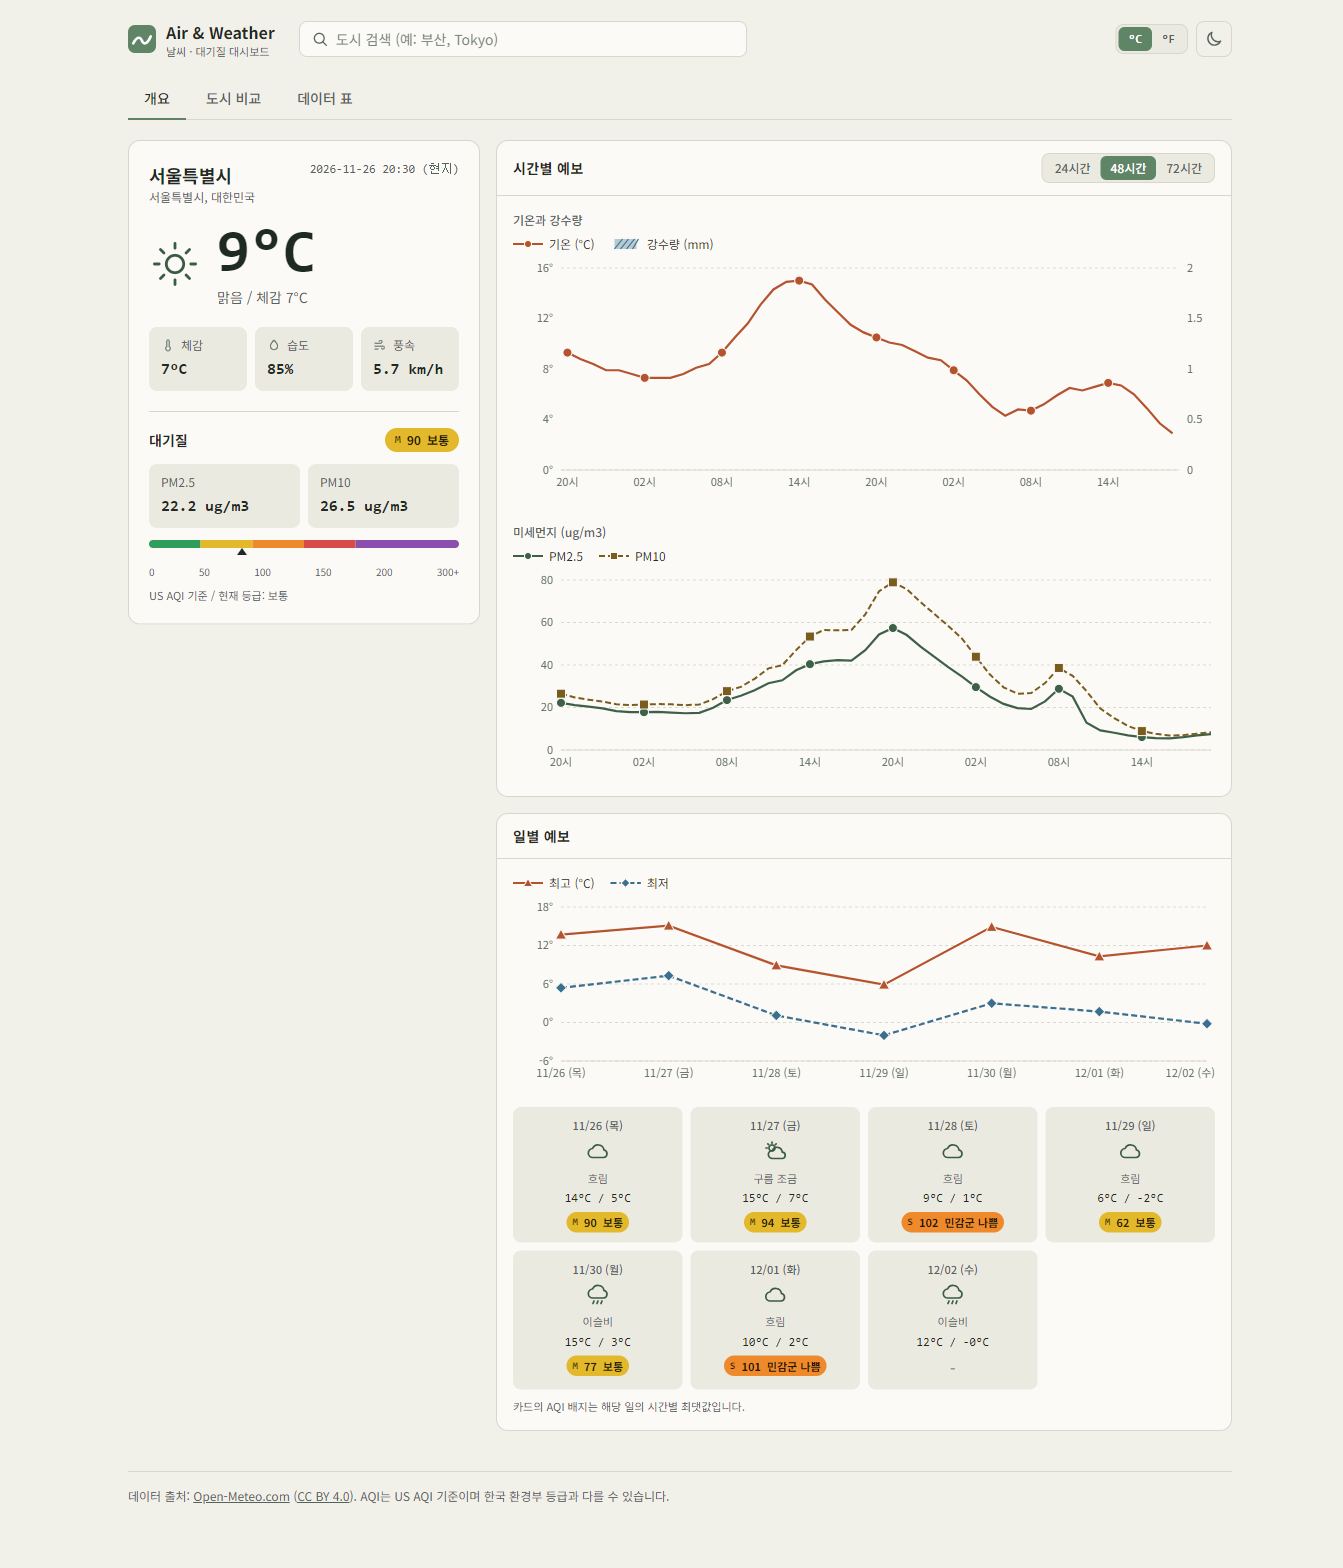 Air & Weather
날씨 · 대기질 대시보드
도시 검색 (예: 부산, Tokyo)
°C °F
개요 도시 비교 데이터 표
서울특별시
2026-11-26 20:30 (현지)
서울특별시, 대한민국
9°C
맑음 / 체감 7°C
체감
7°C
습도
85%
풍속
5.7 km/h
대기질
M 90 보통
PM2.5
22.2 ug/m3
PM10
26.5 ug/m3
0 50 100 150 200 300+
US AQI 기준 / 현재 등급: 보통
시간별 예보
24시간 48시간 72시간
기온과 강수량
기온 (°C) 강수량 (mm)
16° 2
12° 1.5
8° 1
4° 0.5
0° 0
20시 02시 08시 14시 20시 02시 08시 14시
미세먼지 (ug/m3)
PM2.5 PM10
80
60
40
20
0
20시 02시 08시 14시 20시 02시 08시 14시
일별 예보
최고 (°C) 최저
18°
12°
6°
0°
-6°
11/26 (목) 11/27 (금) 11/28 (토) 11/29 (일) 11/30 (월) 12/01 (화) 12/02 (수)
11/26 (목)
흐림
14°C / 5°C
M 90 보통
11/27 (금)
구름 조금
15°C / 7°C
M 94 보통
11/28 (토)
흐림
9°C / 1°C
S 102 민감군 나쁨
11/29 (일)
흐림
6°C / -2°C
M 62 보통
11/30 (월)
이슬비
15°C / 3°C
M 77 보통
12/01 (화)
흐림
10°C / 2°C
S 101 민감군 나쁨
12/02 (수)
이슬비
12°C / -0°C
-
카드의 AQI 배지는 해당 일의 시간별 최댓값입니다.
데이터 출처: Open-Meteo.com (CC BY 4.0). AQI는 US AQI 기준이며 한국 환경부 등급과 다를 수 있습니다.